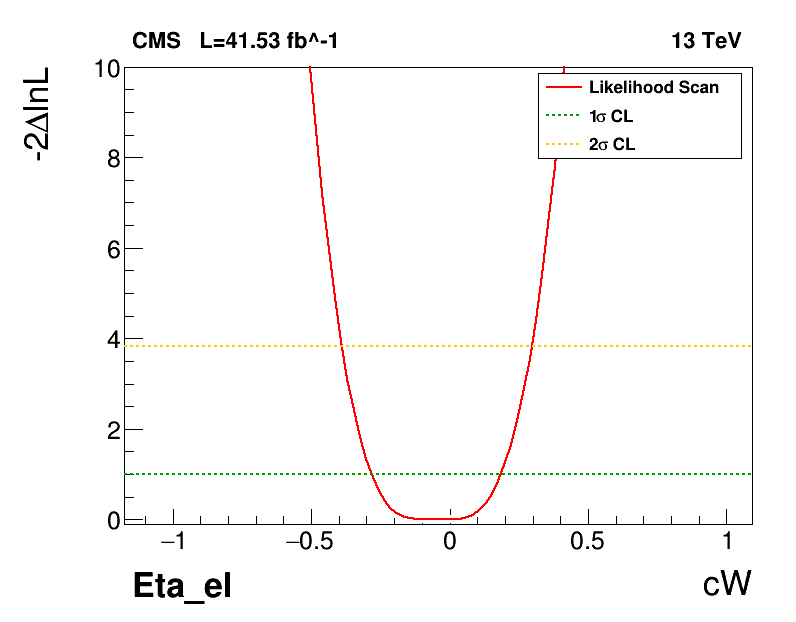 CMS L=41.53 fb^-1 13 TeV
-2ΔlnL
10
8
6
4
2
0
Likelihood Scan
1σ CL
2σ CL
−1 −0.5 0 0.5 1
Eta_el cW